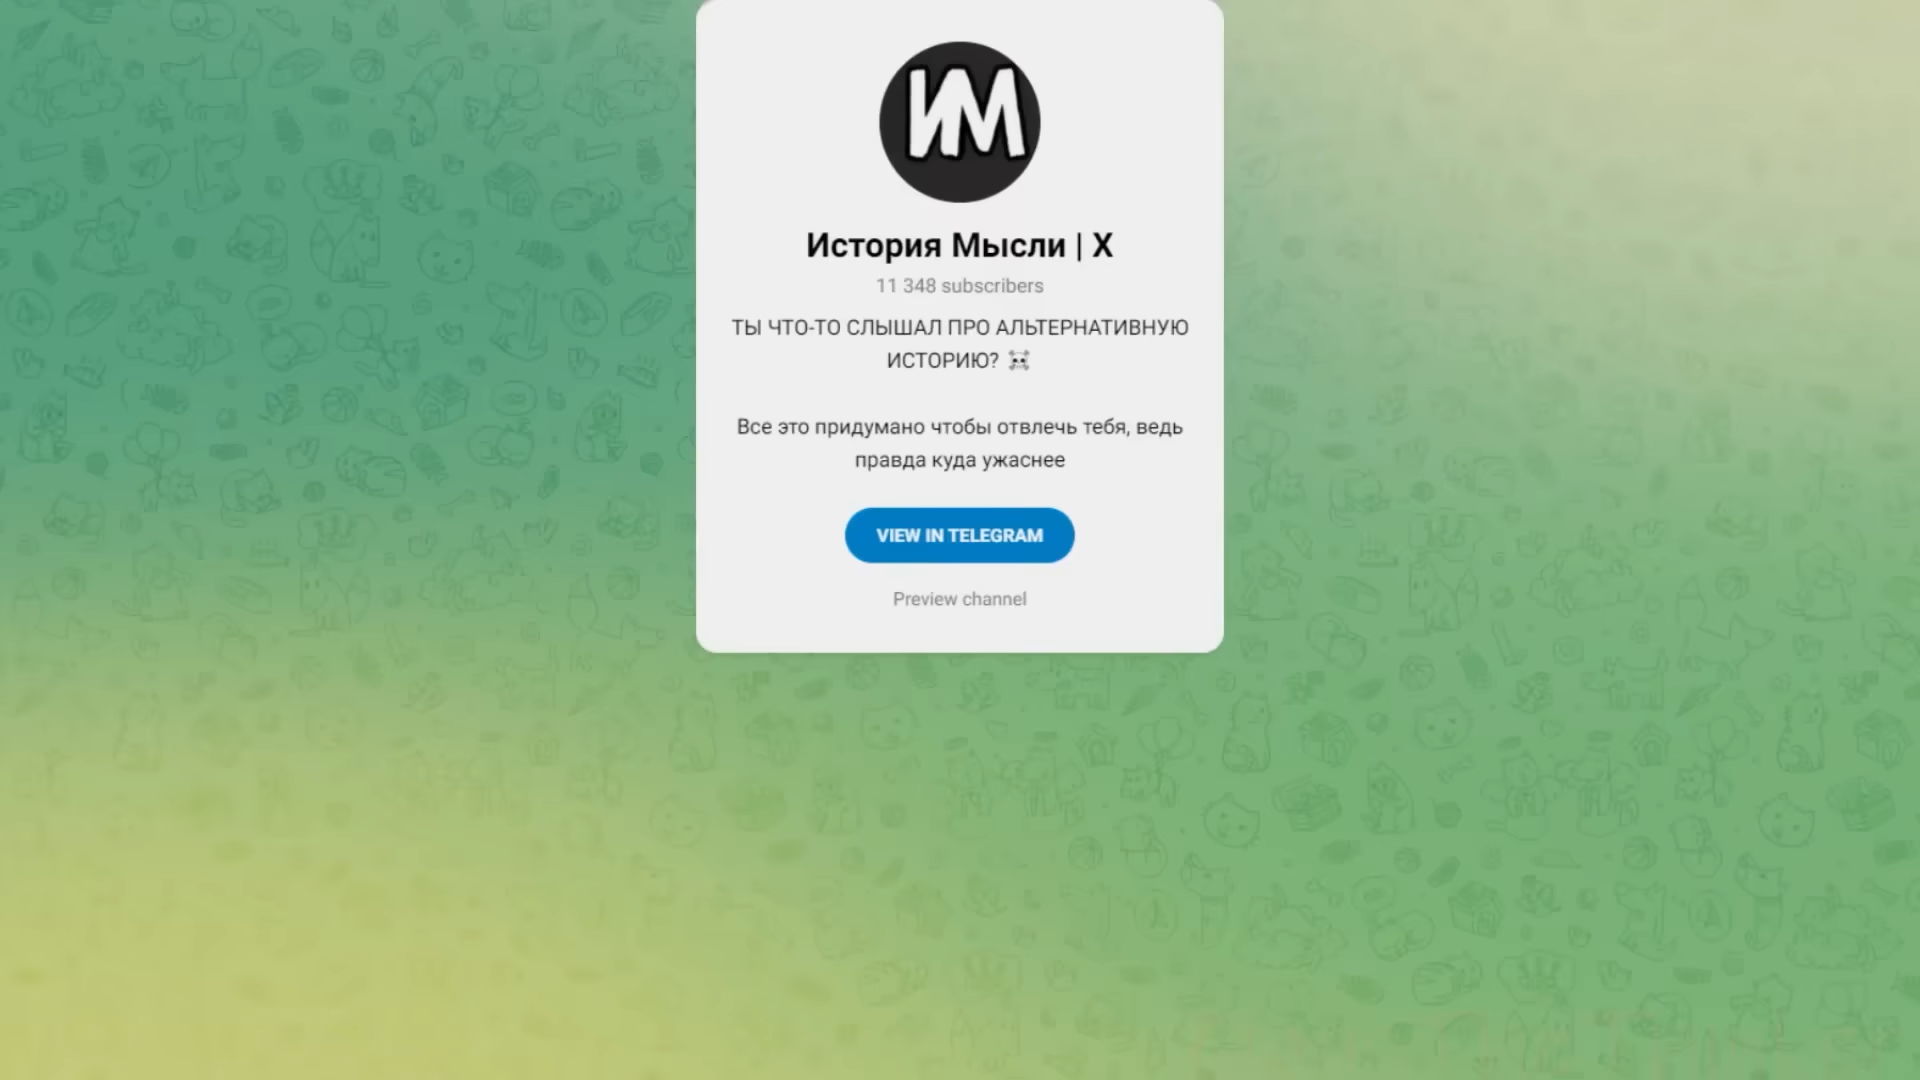 ИМ
История Мысли | X
11 348 subscribers
ТЫ ЧТО-ТО СЛЫШАЛ ПРО АЛЬТЕРНАТИВНУЮ
ИСТОРИЮ? ☠️
Все это придумано чтобы отвлечь тебя, ведь
правда куда ужаснее
VIEW IN TELEGRAM
Preview channel